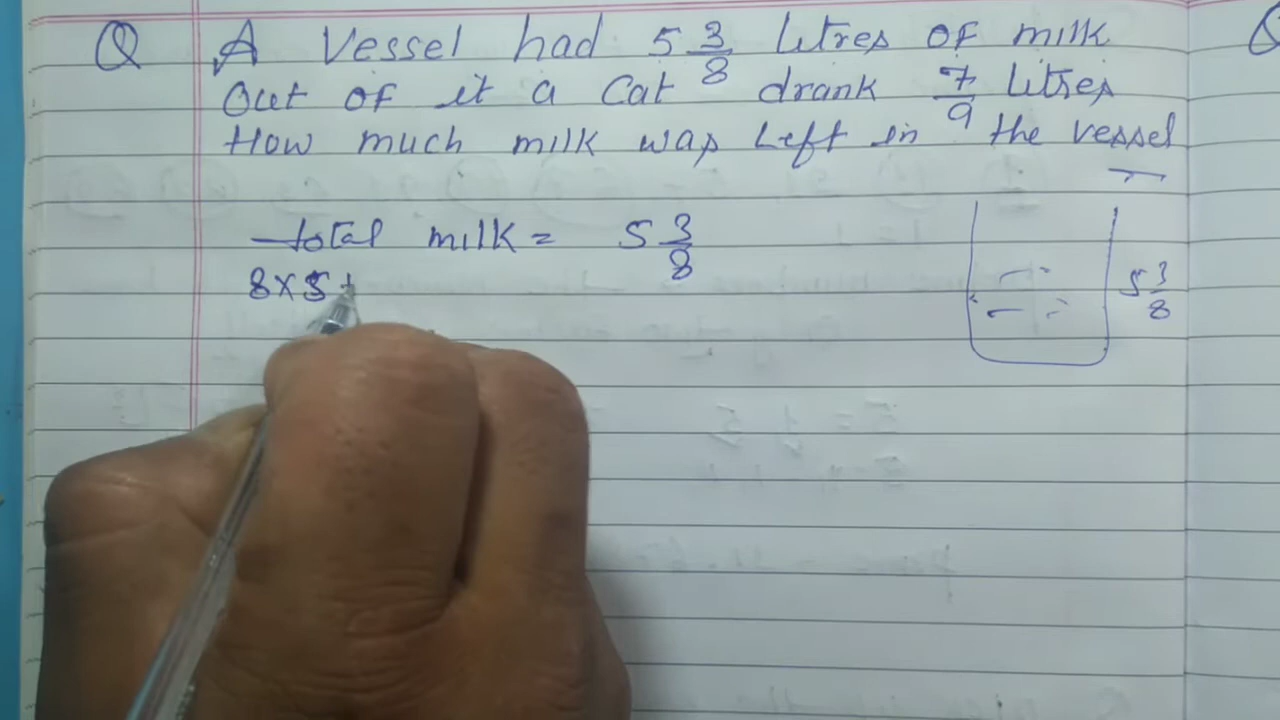 Q A Vessel had 5 3/8 litres of milk
Out of it a Cat drank 7/9 litres
How much milk was Left in the vessel
total milk = 5 3/8
8×5+
5 3/8